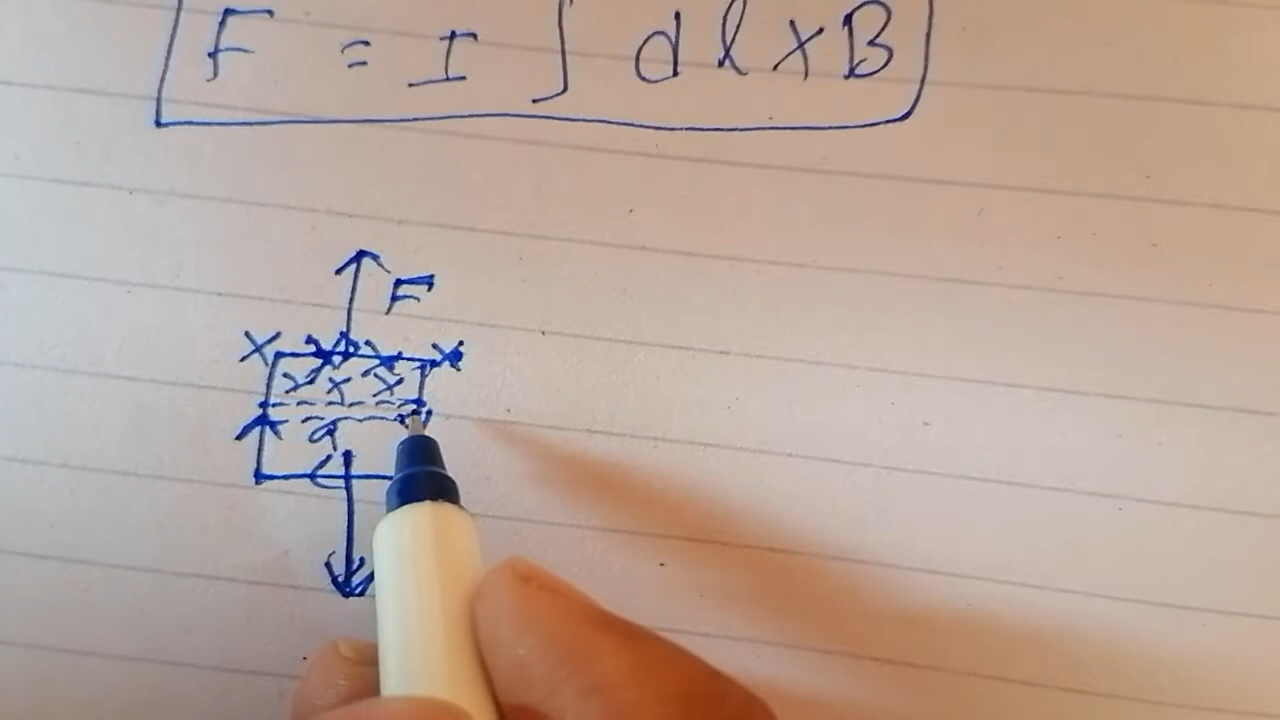 F = I ∫ dl × B
F
× × × ×
× × ×
a